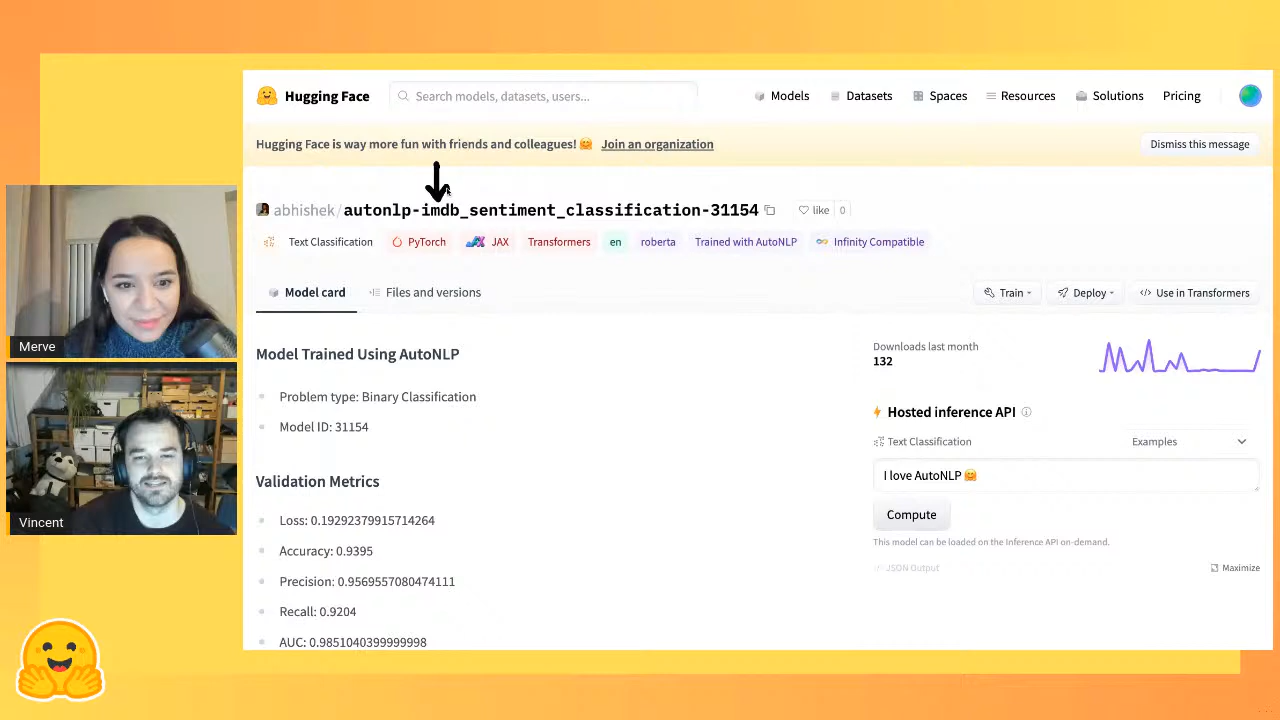 Hugging Face
Search models, datasets, users...
Models
Datasets
Spaces
Resources
Solutions
Pricing
Hugging Face is way more fun with friends and colleagues! 🤗 Join an organization
Dismiss this message
abhishek/autonlp-imdb_sentiment_classification-31154
like 0
Text Classification
PyTorch
JAX
Transformers
en
roberta
Trained with AutoNLP
Infinity Compatible
Model card
Files and versions
Train
Deploy
</> Use in Transformers
Model Trained Using AutoNLP
Problem type: Binary Classification
Model ID: 31154
Validation Metrics
Loss: 0.19292379915714264
Accuracy: 0.9395
Precision: 0.9569557080474111
Recall: 0.9204
AUC: 0.9851040399999998
Downloads last month
132
Hosted inference API
Text Classification
Examples
I love AutoNLP 🤗
Compute
This model can be loaded on the Inference API on-demand.
JSON Output
Maximize
Merve
Vincent